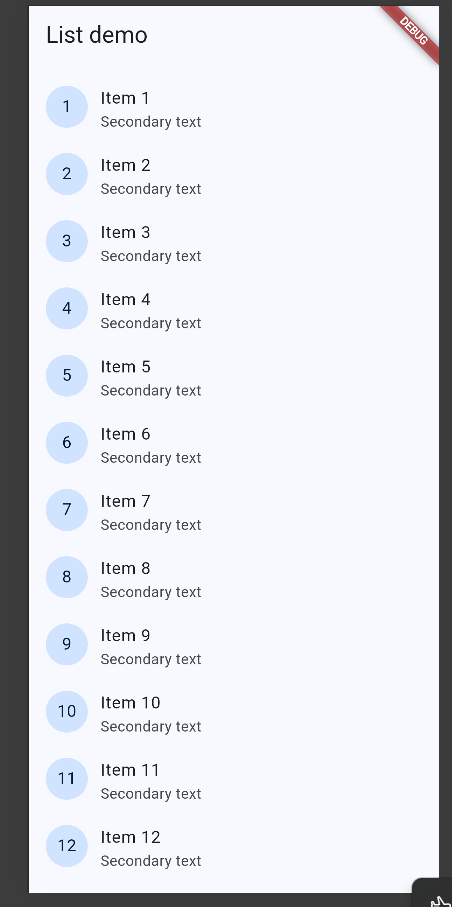 List demo
DEBUG
1
Item 1
Secondary text
2
Item 2
Secondary text
3
Item 3
Secondary text
4
Item 4
Secondary text
5
Item 5
Secondary text
6
Item 6
Secondary text
7
Item 7
Secondary text
8
Item 8
Secondary text
9
Item 9
Secondary text
10
Item 10
Secondary text
11
Item 11
Secondary text
12
Item 12
Secondary text